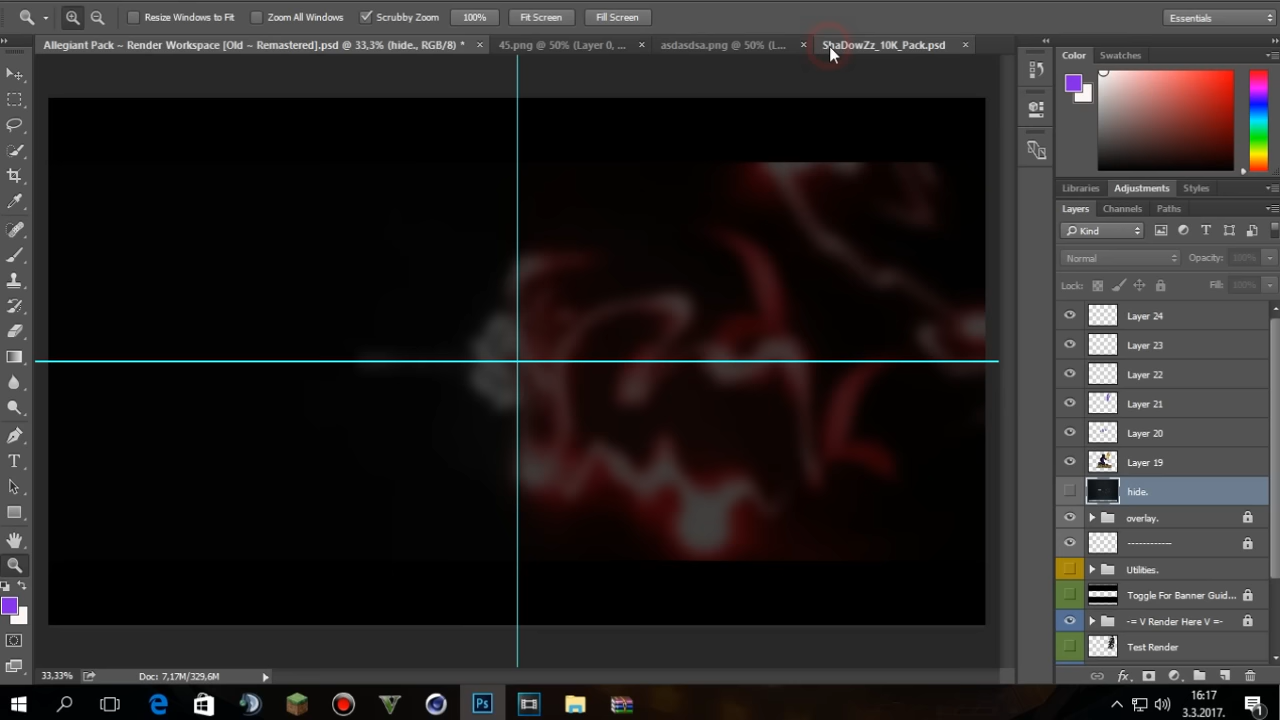 Resize Windows to Fit Zoom All Windows Scrubby Zoom 100% Fit Screen Fill Screen Essentials
Allegiant Pack ~ Render Workspace [Old ~ Remastered].psd @ 33,3% (hide., RGB/8) * × 45.png @ 50% (Layer 0, ... × asdasdsa.png @ 50% (L... × ShaDowZz_10K_Pack.psd ×
Color Swatches
Libraries Adjustments Styles
Layers Channels Paths
Kind
Normal Opacity: 100%
Lock: Fill: 100%
Layer 24
Layer 23
Layer 22
Layer 21
Layer 20
Layer 19
hide.
overlay.
------------
Utilities.
Toggle For Banner Guid...
-= V Render Here V =-
Test Render
33,33% Doc: 7,17M/329,6M
Ps
16:17
3.3.2017.
1